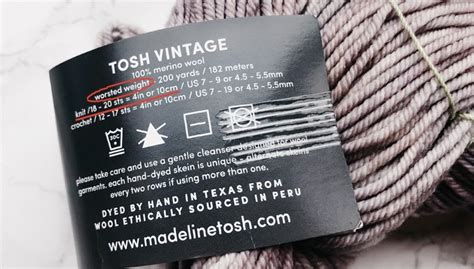 TOSH VINTAGE
100% merino wool
worsted weight 200 yards / 182 meters
knit /18 - 20 sts = 4in or 10cm / US 7 - 9 or 4.5 - 5.5mm
crochet / 12 - 17 sts = 4in or 10cm / US 7 - 9 or 4.5 - 5.5mm
please take care and use a gentle cleanser designed for wool
garments. each hand-dyed skein is unique - alternate skeins
every two rows if using more than one.
DYED BY HAND IN TEXAS FROM
WOOL ETHICALLY SOURCED IN PERU
www.madelinetosh.com